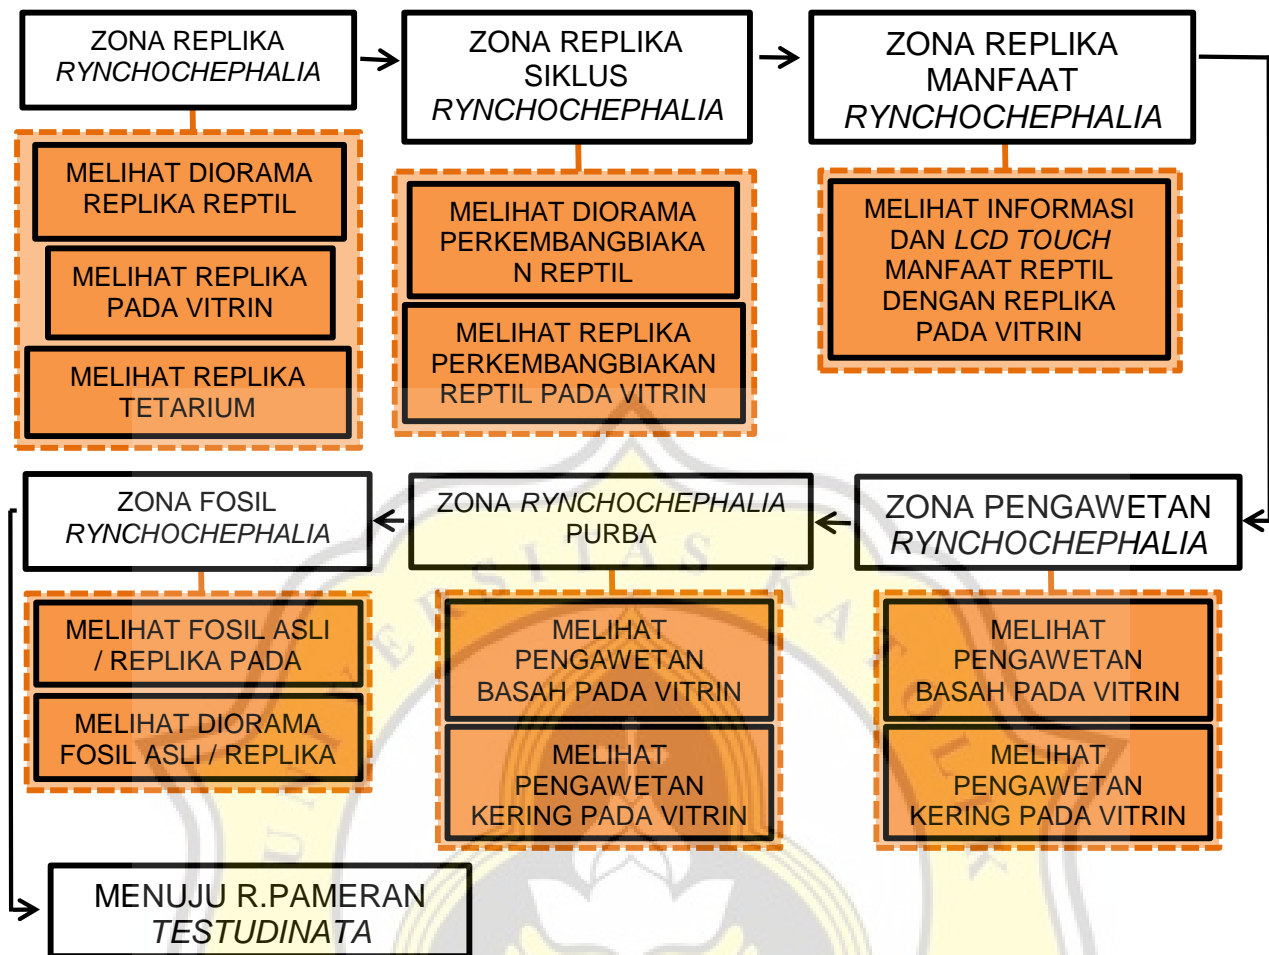 ZONA REPLIKA
RYNCHOCHEPHALIA
MELIHAT DIORAMA
REPLIKA REPTIL
MELIHAT REPLIKA
PADA VITRIN
MELIHAT REPLIKA
TETARIUM
ZONA REPLIKA
SIKLUS
RYNCHOCHEPHALIA
MELIHAT DIORAMA
PERKEMBANGBIAKA
N REPTIL
MELIHAT REPLIKA
PERKEMBANGBIAKAN
REPTIL PADA VITRIN
ZONA REPLIKA
MANFAAT
RYNCHOCHEPHALIA
MELIHAT INFORMASI
DAN LCD TOUCH
MANFAAT REPTIL
DENGAN REPLIKA
PADA VITRIN
ZONA PENGAWETAN
RYNCHOCHEPHALIA
MELIHAT
PENGAWETAN
BASAH PADA VITRIN
MELIHAT
PENGAWETAN
KERING PADA VITRIN
ZONA RYNCHOCHEPHALIA
PURBA
MELIHAT
PENGAWETAN
BASAH PADA VITRIN
MELIHAT
PENGAWETAN
KERING PADA VITRIN
ZONA FOSIL
RYNCHOCHEPHALIA
MELIHAT FOSIL ASLI
/ REPLIKA PADA
MELIHAT DIORAMA
FOSIL ASLI / REPLIKA
MENUJU R.PAMERAN
TESTUDINATA
UNIVERSITAS KATOLIK